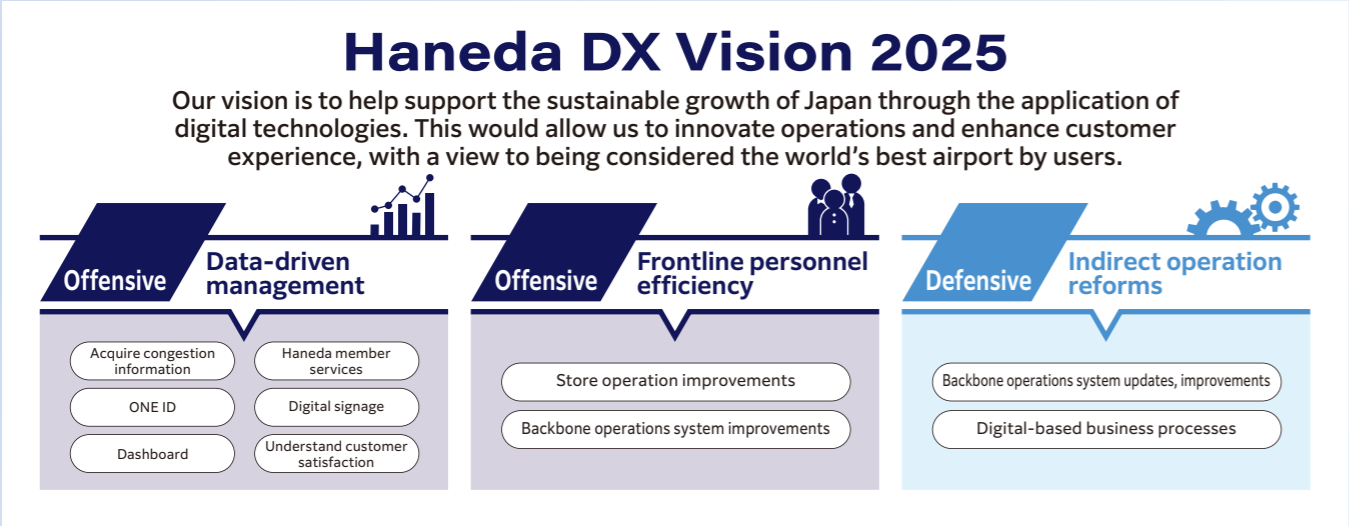 Haneda DX Vision 2025
Our vision is to help support the sustainable growth of Japan through the application of
digital technologies. This would allow us to innovate operations and enhance customer
experience, with a view to being considered the world's best airport by users.
Offensive
Data-driven
management
Acquire congestion
information
Haneda member
services
ONE ID
Digital signage
Dashboard
Understand customer
satisfaction
Offensive
Frontline personnel
efficiency
Store operation improvements
Backbone operations system improvements
Defensive
Indirect operation
reforms
Backbone operations system updates, improvements
Digital-based business processes